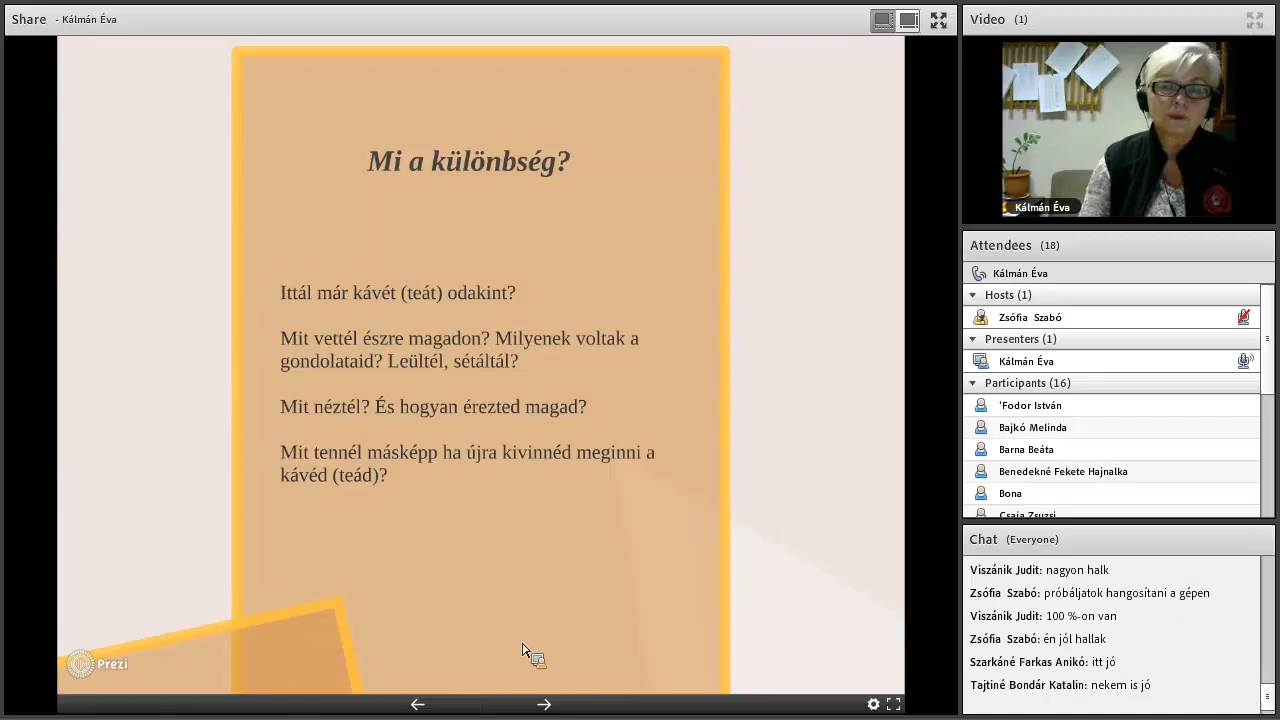 Share - Kálmán Éva
Mi a különbség?
Ittál már kávét (teát) odakint?
Mit vettél észre magadon? Milyenek voltak a
gondolataid? Leültél, sétáltál?
Mit néztél? És hogyan érezted magad?
Mit tennél másképp ha újra kivinnéd meginni a
kávéd (teád)?
Prezi
Video (1)
Kálmán Éva
Attendees (18)
Kálmán Éva
Hosts (1)
Zsófia Szabó
Presenters (1)
Kálmán Éva
Participants (16)
'Fodor István
Bajkó Melinda
Barna Beáta
Benedekné Fekete Hajnalka
Bona
Csaja Zsuzsi
Chat (Everyone)
Viszánik Judit: nagyon halk
Zsófia Szabó: próbáljatok hangosítani a gépen
Viszánik Judit: 100 %-on van
Zsófia Szabó: én jól hallak
Szarkáné Farkas Anikó: itt jó
Tajtiné Bondár Katalin: nekem is jó